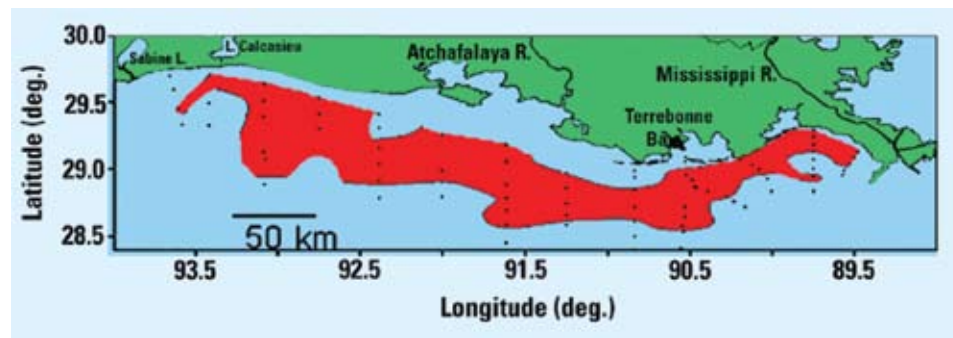 30.0
29.5
29.0
28.5
Latitude (deg.)
Sabine L.
L. Calcasieu
Atchafalaya R.
Mississippi R.
Terrebonne
Bay
50 km
93.5 92.5 91.5 90.5 89.5
Longitude (deg.)